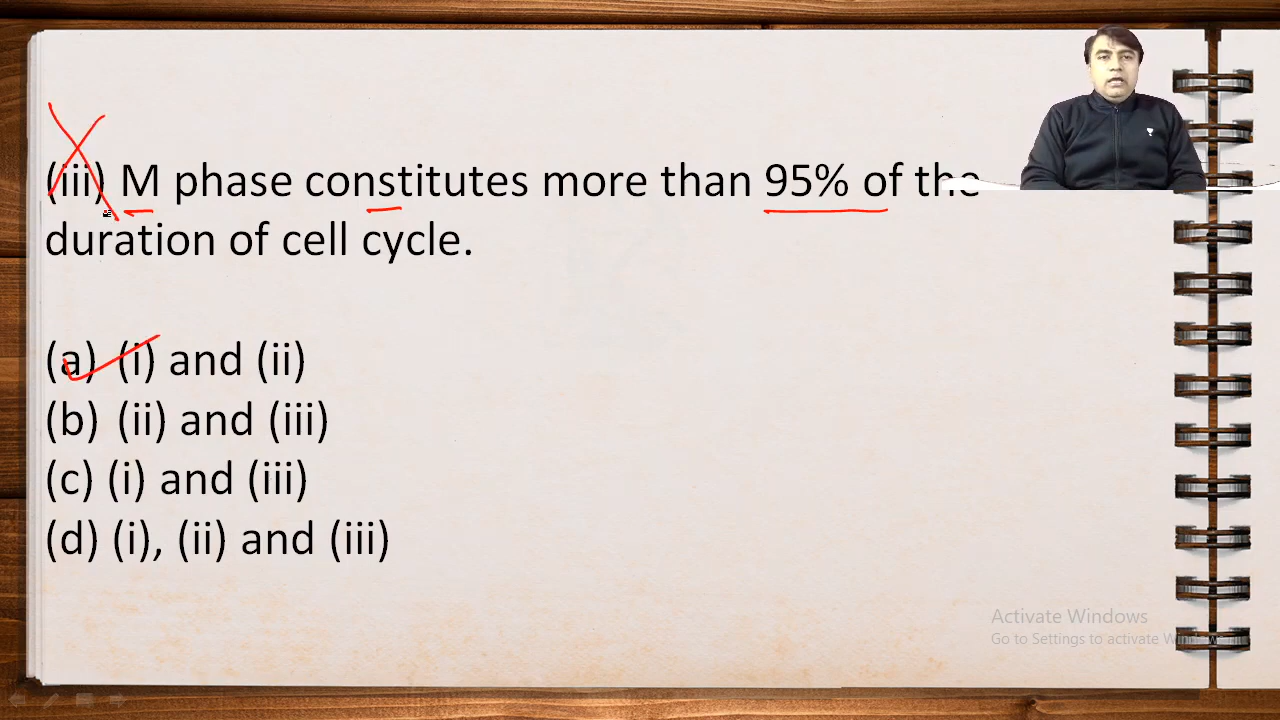 (iii) M phase constitutes more than 95% of the
duration of cell cycle.
(a) (i) and (ii)
(b) (ii) and (iii)
(c) (i) and (iii)
(d) (i), (ii) and (iii)
Activate Windows
Go to Settings to activate Windows.